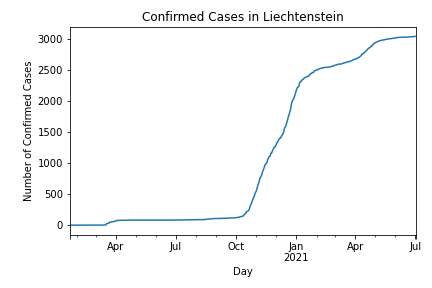 Confirmed Cases in Liechtenstein
3000
2500
2000
1500
1000
500
0
Number of Confirmed Cases
Apr Jul Oct Jan Apr Jul
2021
Day